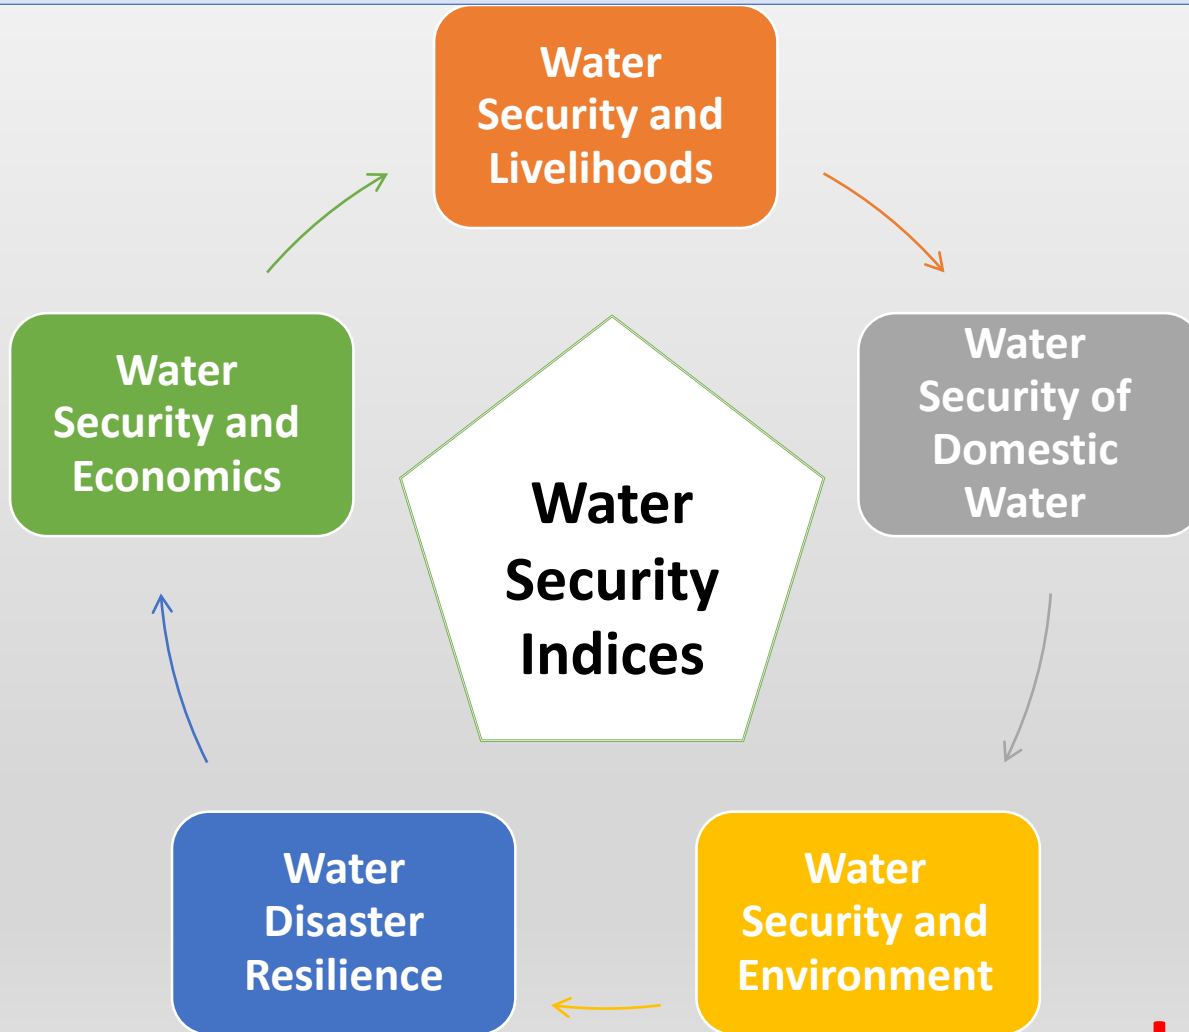 Water
Security and
Livelihoods
Water
Security of
Domestic
Water
Water
Security and
Environment
Water
Disaster
Resilience
Water
Security and
Economics
Water
Security
Indices